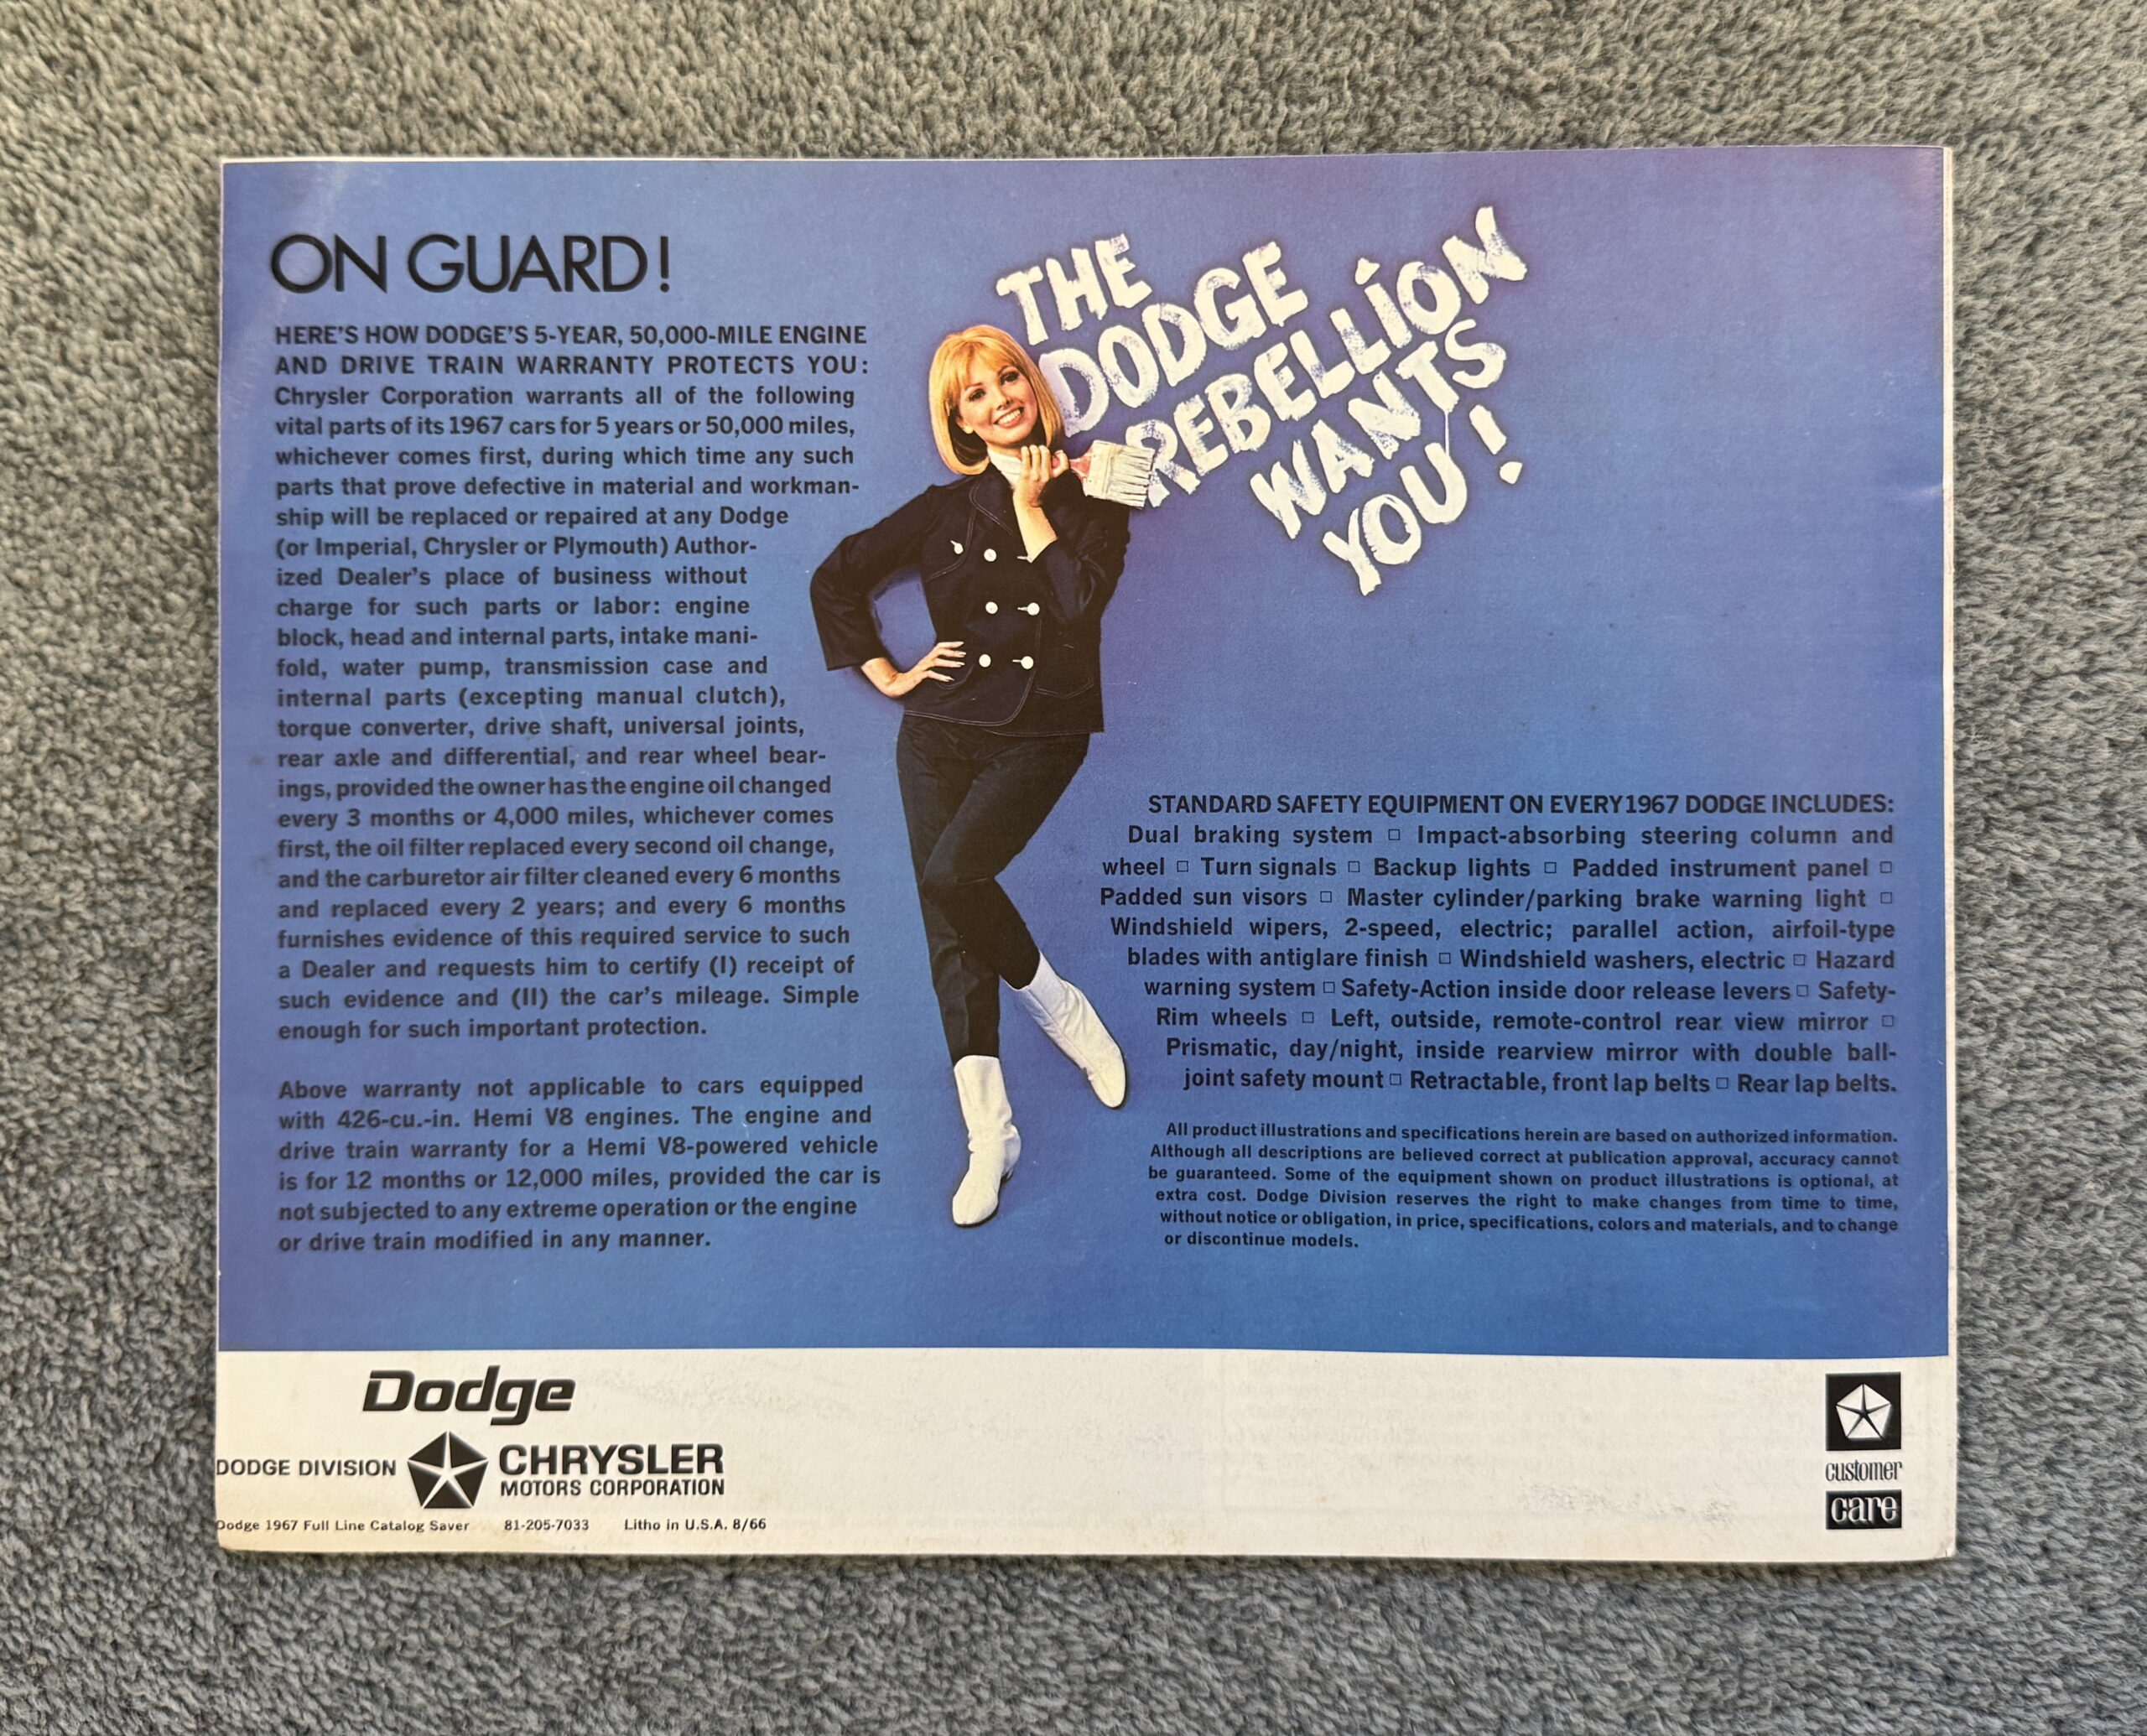 ON GUARD!
HERE'S HOW DODGE'S 5-YEAR, 50,000-MILE ENGINE
AND DRIVE TRAIN WARRANTY PROTECTS YOU:
Chrysler Corporation warrants all of the following
vital parts of its 1967 cars for 5 years or 50,000 miles,
whichever comes first, during which time any such
parts that prove defective in material and workman-
ship will be replaced or repaired at any Dodge
(or Imperial, Chrysler or Plymouth) Author-
ized Dealer's place of business without
charge for such parts or labor: engine
block, head and internal parts, intake mani-
fold, water pump, transmission case and
internal parts (excepting manual clutch),
torque converter, drive shaft, universal joints,
rear axle and differential, and rear wheel bear-
ings, provided the owner has the engine oil changed
every 3 months or 4,000 miles, whichever comes
first, the oil filter replaced every second oil change,
and the carburetor air filter cleaned every 6 months
and replaced every 2 years; and every 6 months
furnishes evidence of this required service to such
a Dealer and requests him to certify (I) receipt of
such evidence and (II) the car's mileage. Simple
enough for such important protection.
Above warranty not applicable to cars equipped
with 426-cu.-in. Hemi V8 engines. The engine and
drive train warranty for a Hemi V8-powered vehicle
is for 12 months or 12,000 miles, provided the car is
not subjected to any extreme operation or the engine
or drive train modified in any manner.
THE
DODGE
REBELLION
WANTS
YOU!
STANDARD SAFETY EQUIPMENT ON EVERY 1967 DODGE INCLUDES:
Dual braking system □ Impact-absorbing steering column and
wheel □ Turn signals □ Backup lights □ Padded instrument panel □
Padded sun visors □ Master cylinder/parking brake warning light □
Windshield wipers, 2-speed, electric; parallel action, airfoil-type
blades with antiglare finish □ Windshield washers, electric □ Hazard
warning system □ Safety-Action inside door release levers □ Safety-
Rim wheels □ Left, outside, remote-control rear view mirror □
Prismatic, day/night, inside rearview mirror with double ball-
joint safety mount □ Retractable, front lap belts □ Rear lap belts.
All product illustrations and specifications herein are based on authorized information.
Although all descriptions are believed correct at publication approval, accuracy cannot
be guaranteed. Some of the equipment shown on product illustrations is optional, at
extra cost. Dodge Division reserves the right to make changes from time to time,
without notice or obligation, in price, specifications, colors and materials, and to change
or discontinue models.
Dodge
DODGE DIVISION CHRYSLER
MOTORS CORPORATION
Dodge 1967 Full Line Catalog Saver 81-205-7033 Litho in U.S.A. 8/66
customer
care